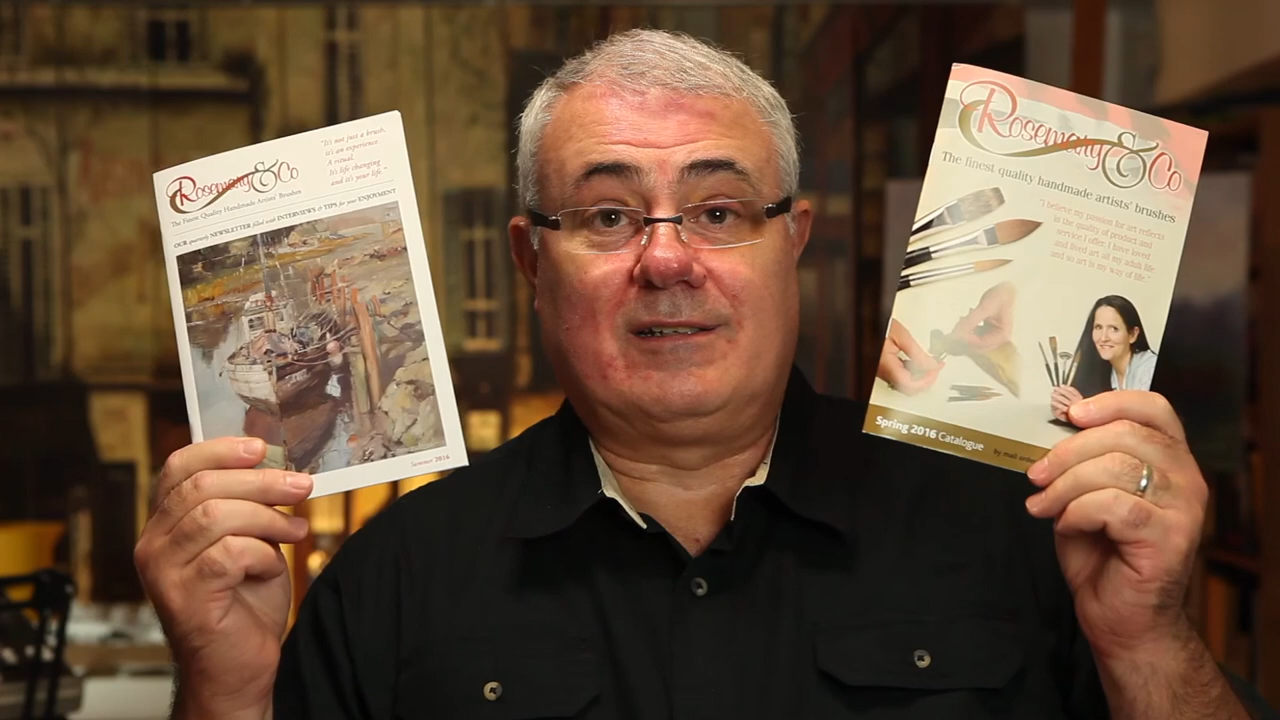 Rosemary & Co
The Finest Quality Handmade Artists' Brushes
"It's not just a brush,
it's an experience.
A ritual.
It's life changing
and it's your life."
OUR quarterly NEWSLETTER filled with INTERVIEWS & TIPS for your ENJOYMENT
Summer 2016
Rosemary & Co
The finest quality handmade artists' brushes
"I believe my passion for art reflects
in the quality of product and
service I offer. I have loved
and lived art all my adult life
and so art is my way of life."
Spring 2016 Catalogue
by mail order